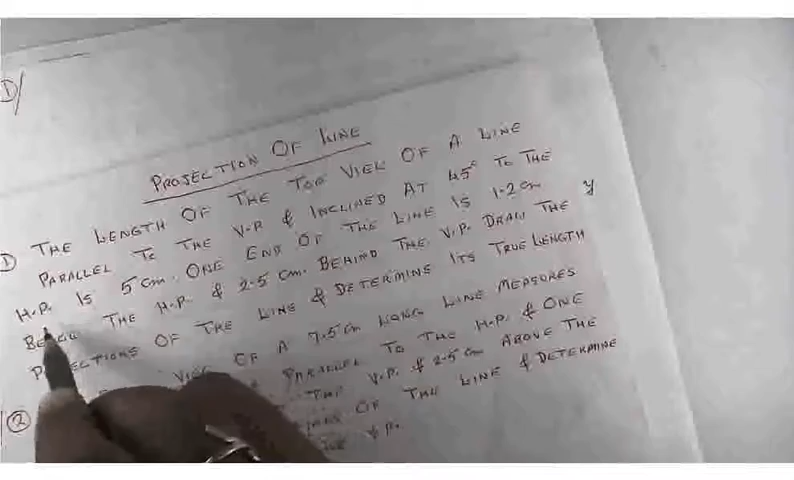 1)
PROJECTION OF LINE
1) THE LENGTH OF THE TOP VIEW OF A LINE
PARALLEL TO THE V.P & INCLINED AT 45° TO THE
H.P. IS 5 cm. ONE END OF THE LINE IS 1.2 cm
THE H.P. & 2.5 cm. BEHIND THE V.P. DRAW THE
OF THE LINE & DETERMINE ITS TRUE LENGTH
2 VIEW OF A 7.5 cm LONG LINE MEASURES
PARALLEL TO THE H.P. & ONE
THE V.P. & 2.5 cm ABOVE THE
OF THE LINE & DETERMINE
V.P.